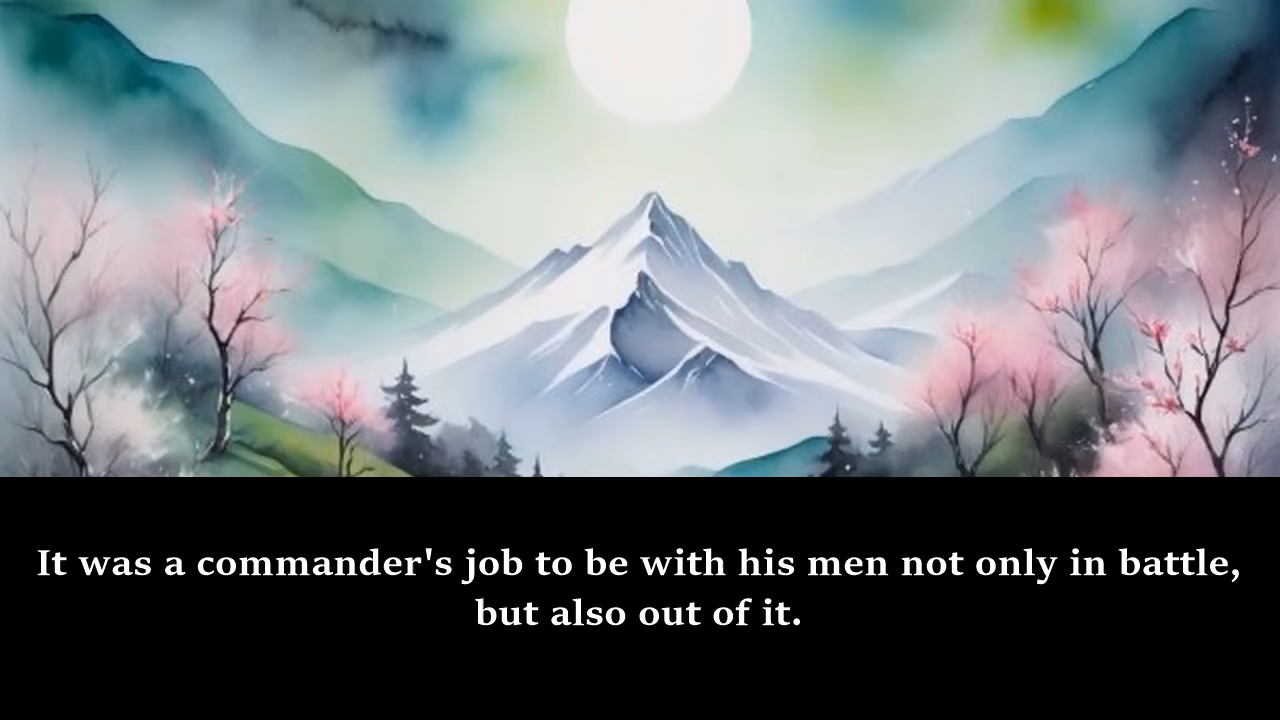 It was a commander's job to be with his men not only in battle,
but also out of it.